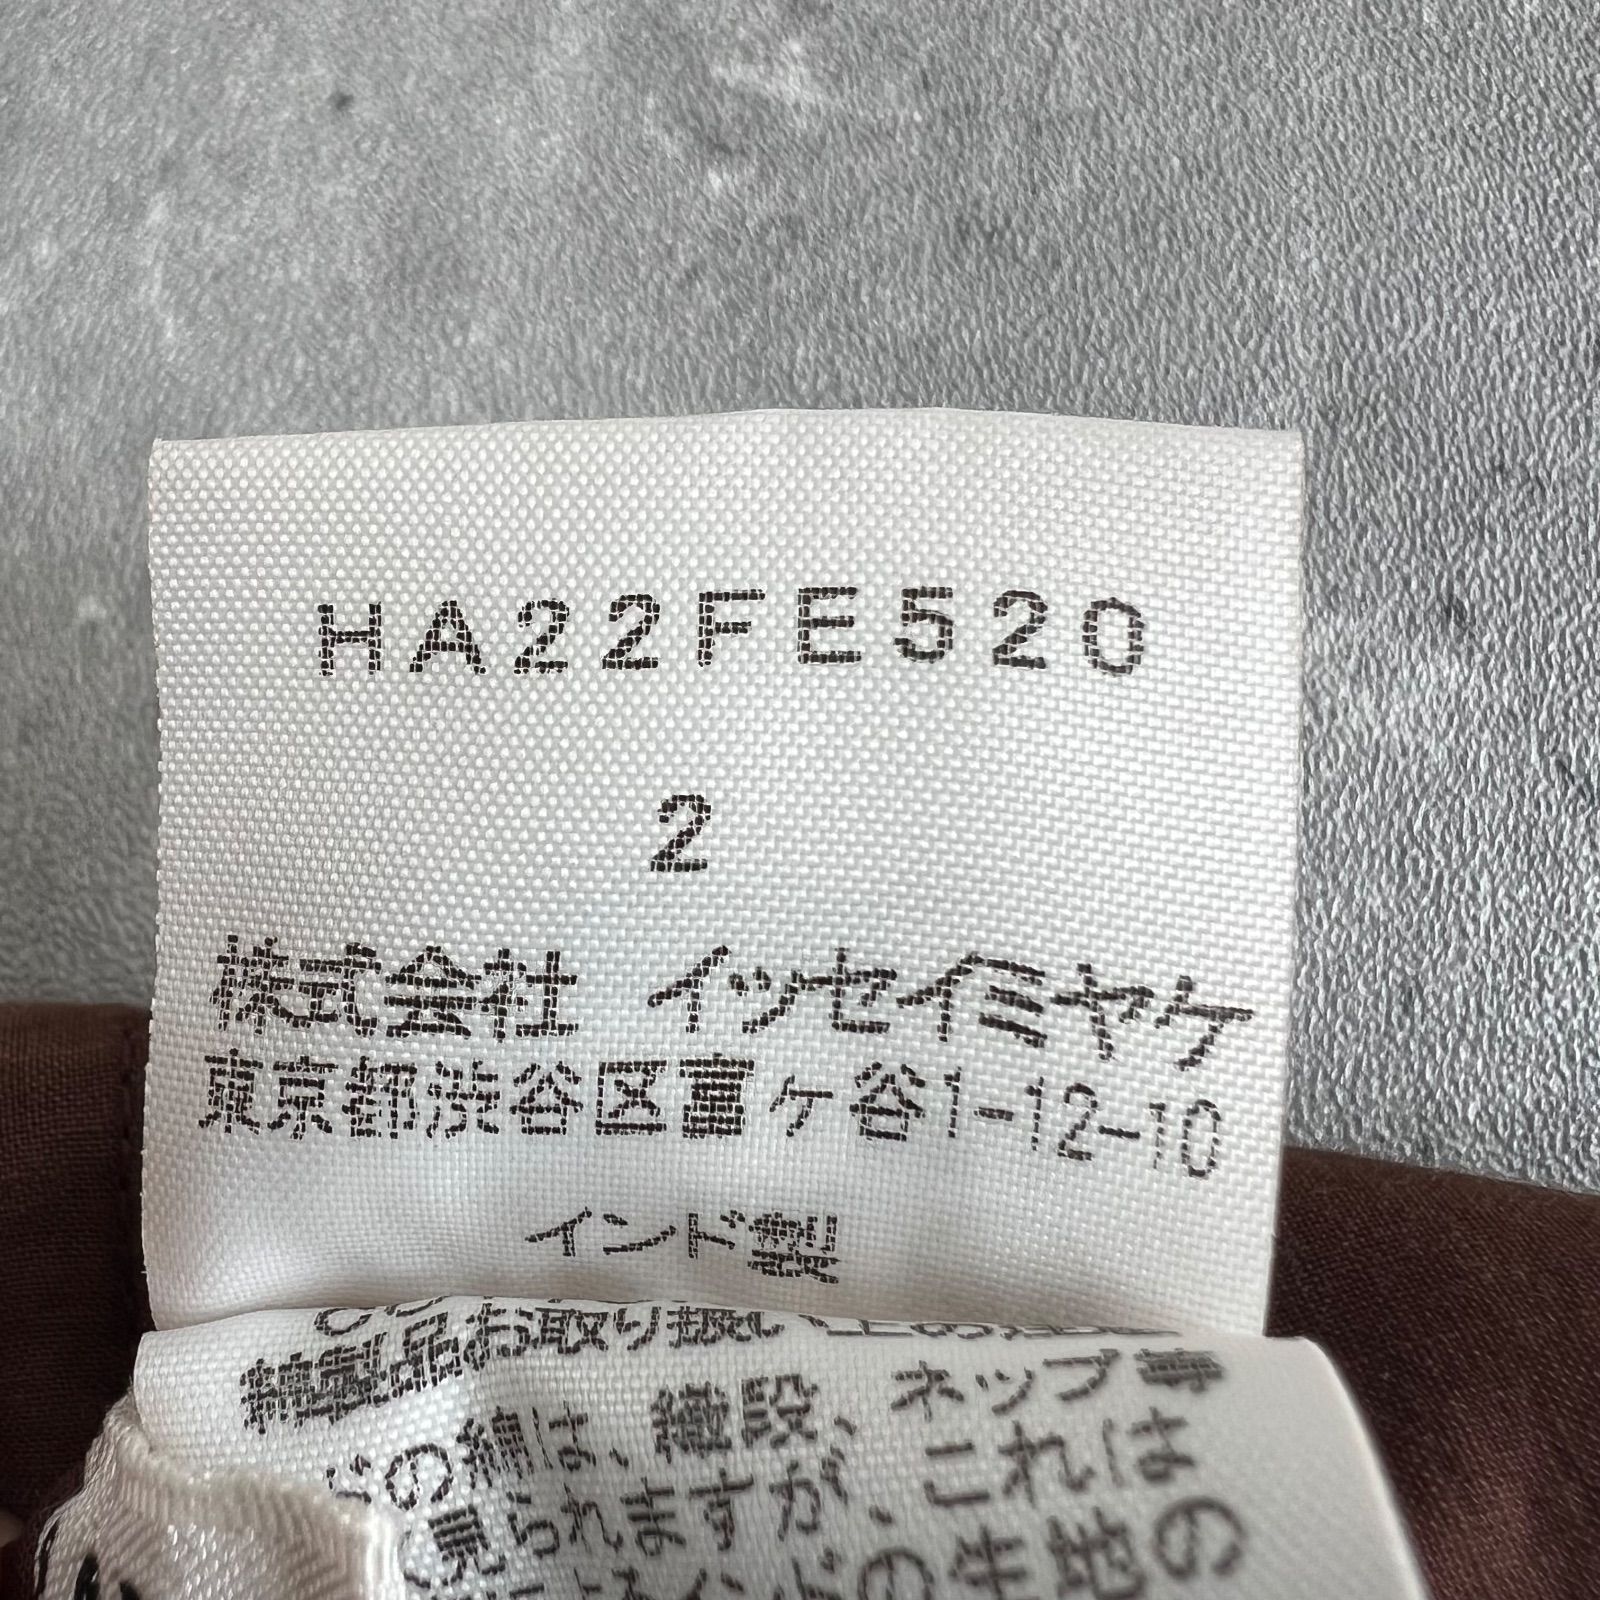 HA22FE520
2
株式会社　イッセイミヤケ
東京都渋谷区富ヶ谷1-12-10
インド製
綿製品お取り扱い上の注意
の綿は、織段、ネップ等
見られますが、これは
の生地の